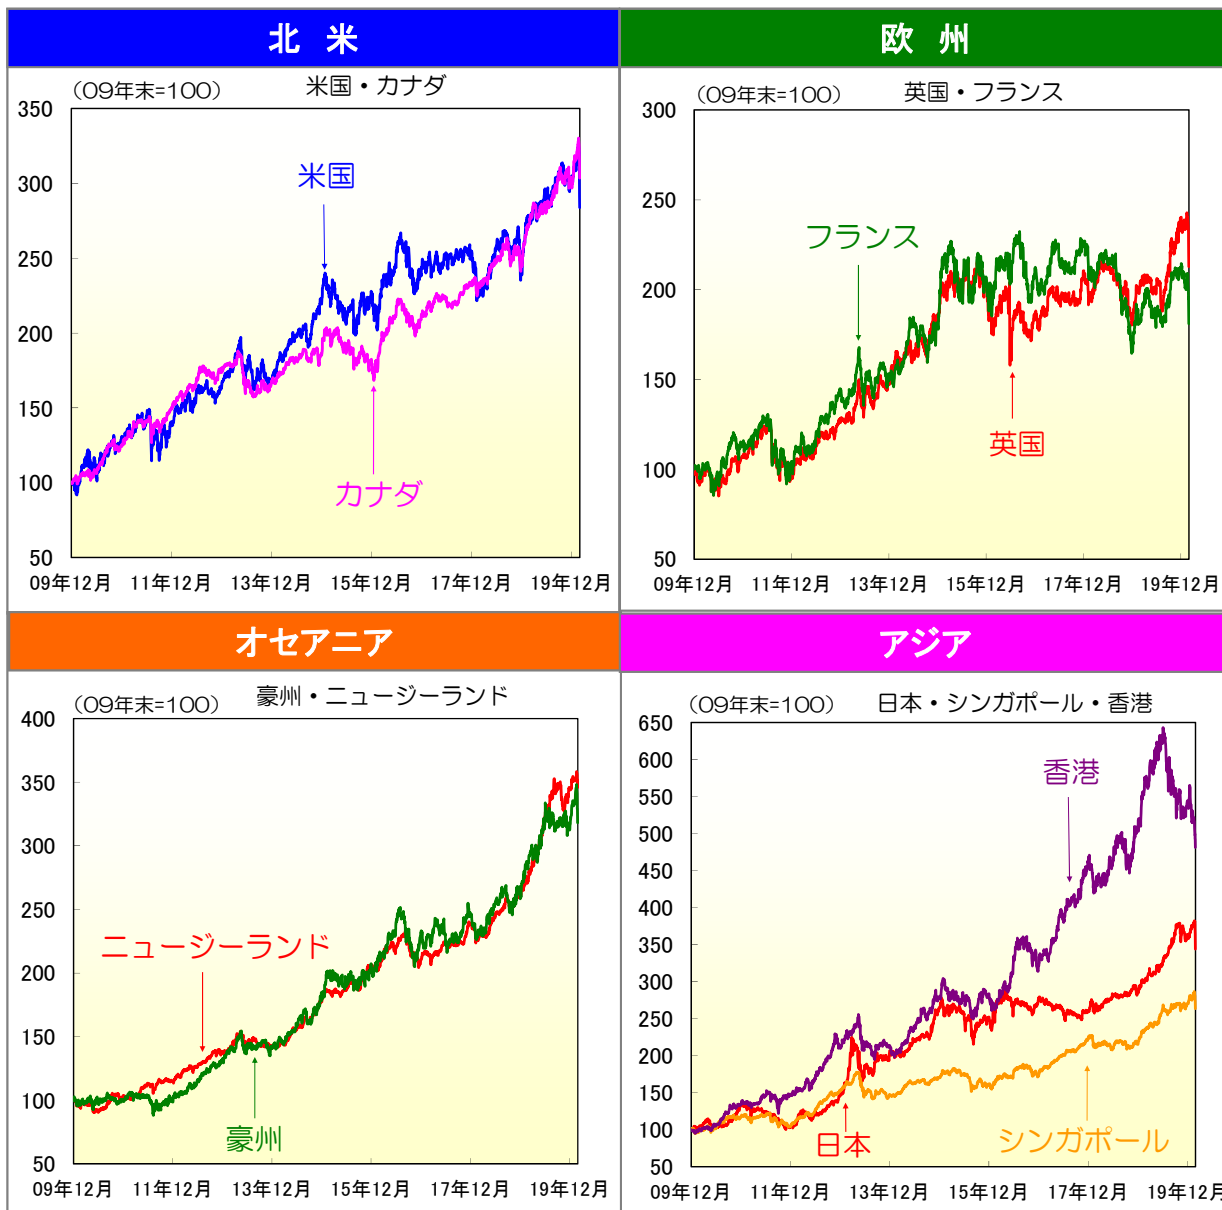 北 米
(09年末=100) 米国・カナダ
350
300
250
200
150
100
50
米国
カナダ
09年12月 11年12月 13年12月 15年12月 17年12月 19年12月
欧 州
(09年末=100) 英国・フランス
300
250
200
150
100
50
フランス
英国
09年12月 11年12月 13年12月 15年12月 17年12月 19年12月
オセアニア
(09年末=100) 豪州・ニュージーランド
400
350
300
250
200
150
100
50
ニュージーランド
豪州
09年12月 11年12月 13年12月 15年12月 17年12月 19年12月
アジア
(09年末=100) 日本・シンガポール・香港
650
600
550
500
450
400
350
300
250
200
150
100
50
香港
日本
シンガポール
09年12月 11年12月 13年12月 15年12月 17年12月 19年12月